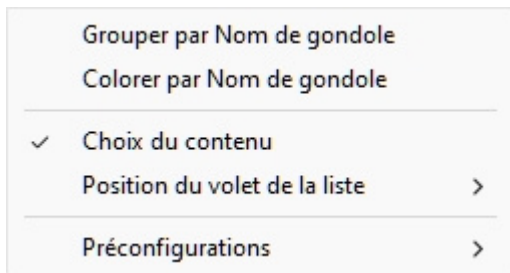 Grouper par Nom de gondole
Colorer par Nom de gondole
Choix du contenu
Position du volet de la liste
Préconfigurations